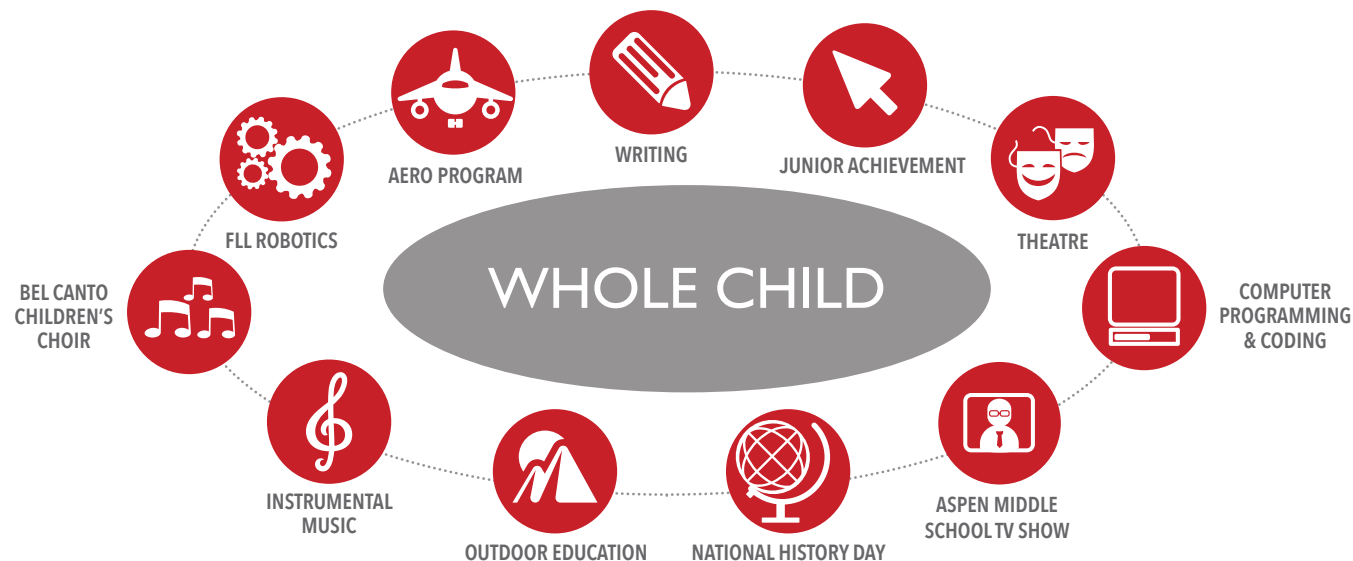 WRITING
JUNIOR ACHIEVEMENT
AERO PROGRAM
THEATRE
FLL ROBOTICS
WHOLE CHILD
BEL CANTO
CHILDREN'S
CHOIR
COMPUTER
PROGRAMMING
& CODING
INSTRUMENTAL
MUSIC
ASPEN MIDDLE
SCHOOL TV SHOW
OUTDOOR EDUCATION
NATIONAL HISTORY DAY